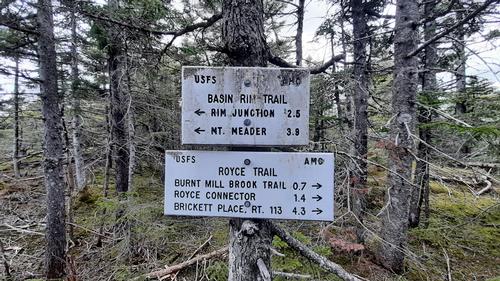 USFS AMC
BASIN RIM TRAIL
← RIM JUNCTION 2.5
← MT. MEADER 3.9
USFS AMC
ROYCE TRAIL
BURNT MILL BROOK TRAIL 0.7 →
ROYCE CONNECTOR 1.4 →
BRICKETT PLACE, RT. 113 4.3 →